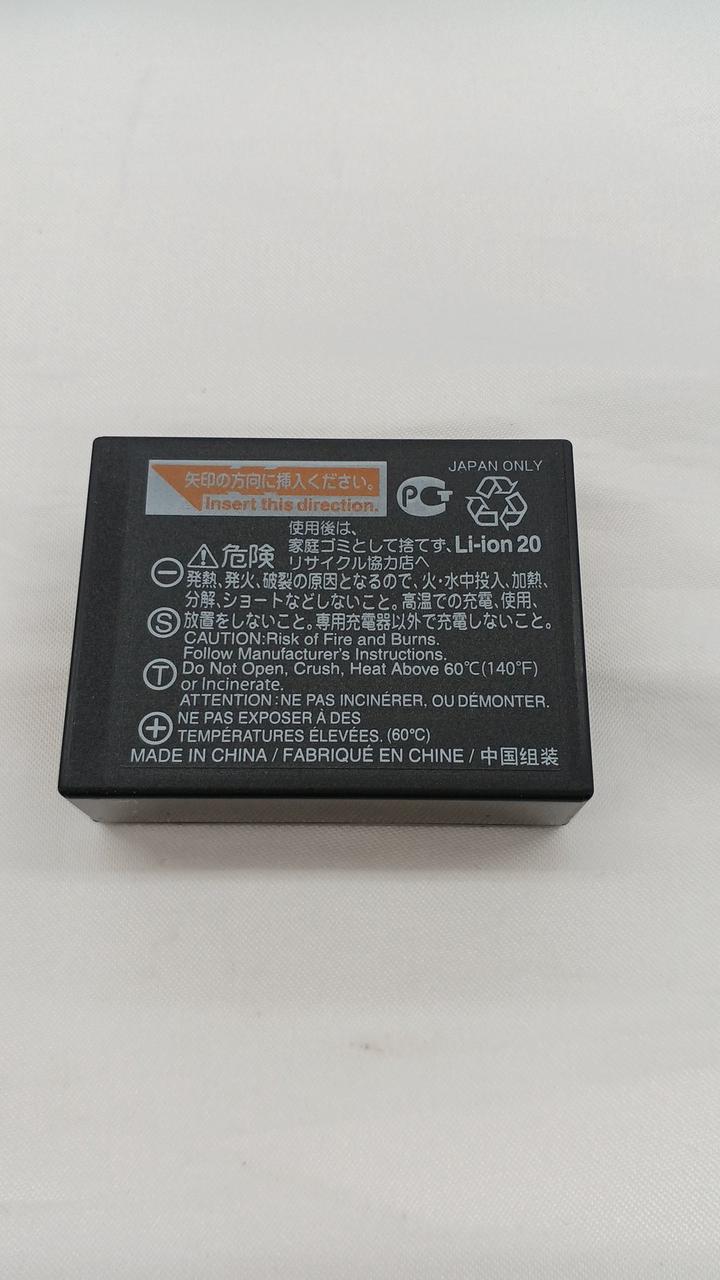 矢印の方向に挿入ください。
Insert this direction.
JAPAN ONLY
使用後は、
家庭ゴミとして捨てず、Li-ion 20
危険 リサイクル協力店へ
発熱、発火、破裂の原因となるので、火・水中投入、加熱、
分解、ショートなどしないこと。高温での充電、使用、
放置をしないこと。専用充電器以外で充電しないこと。
S
CAUTION:Risk of Fire and Burns.
Follow Manufacturer's Instructions.
Do Not Open, Crush, Heat Above 60℃(140°F)
T
or Incinerate.
ATTENTION:NE PAS INCINÉRER, OU DÉMONTER.
NE PAS EXPOSER À DES
TEMPÉRATURES ÉLEVÉES. (60℃)
MADE IN CHINA / FABRIQUÉ EN CHINE / 中国组装